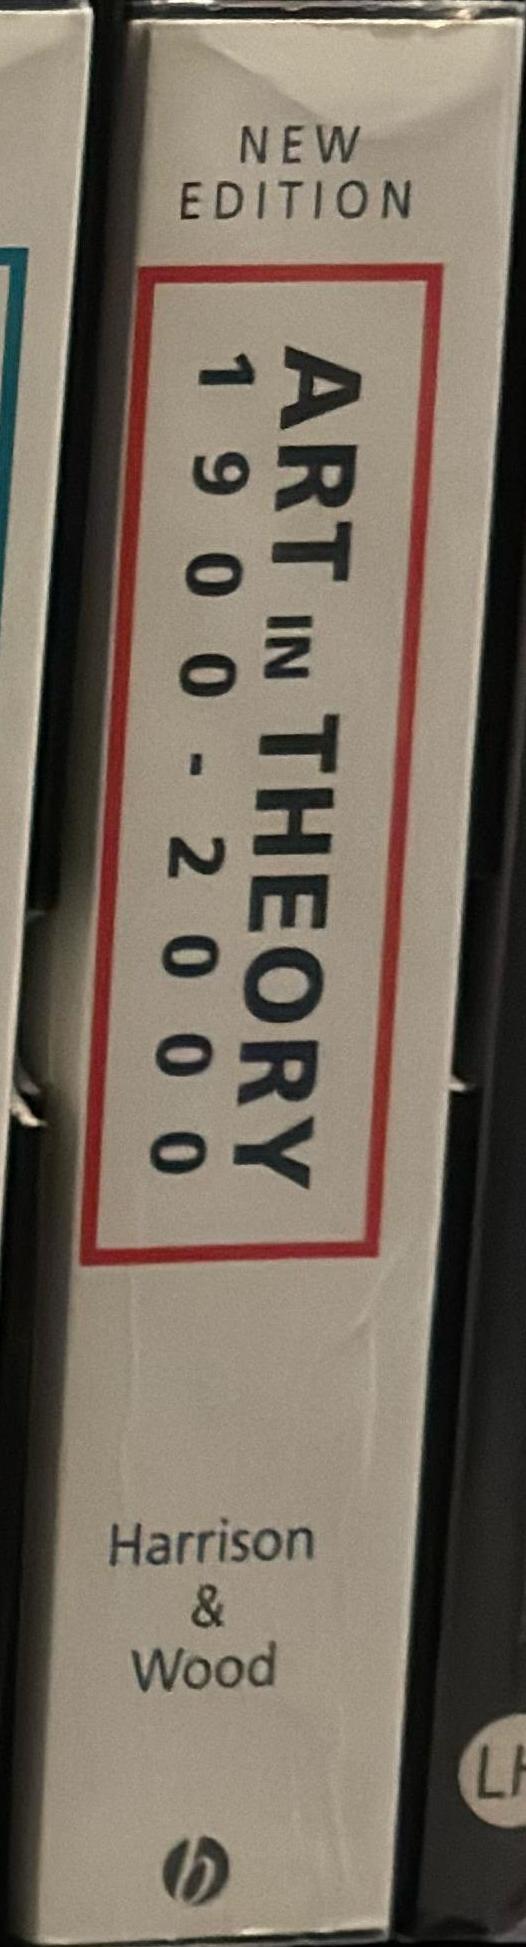 NEW
EDITION
ART IN THEORY
1900-2000
Harrison
&
Wood
b